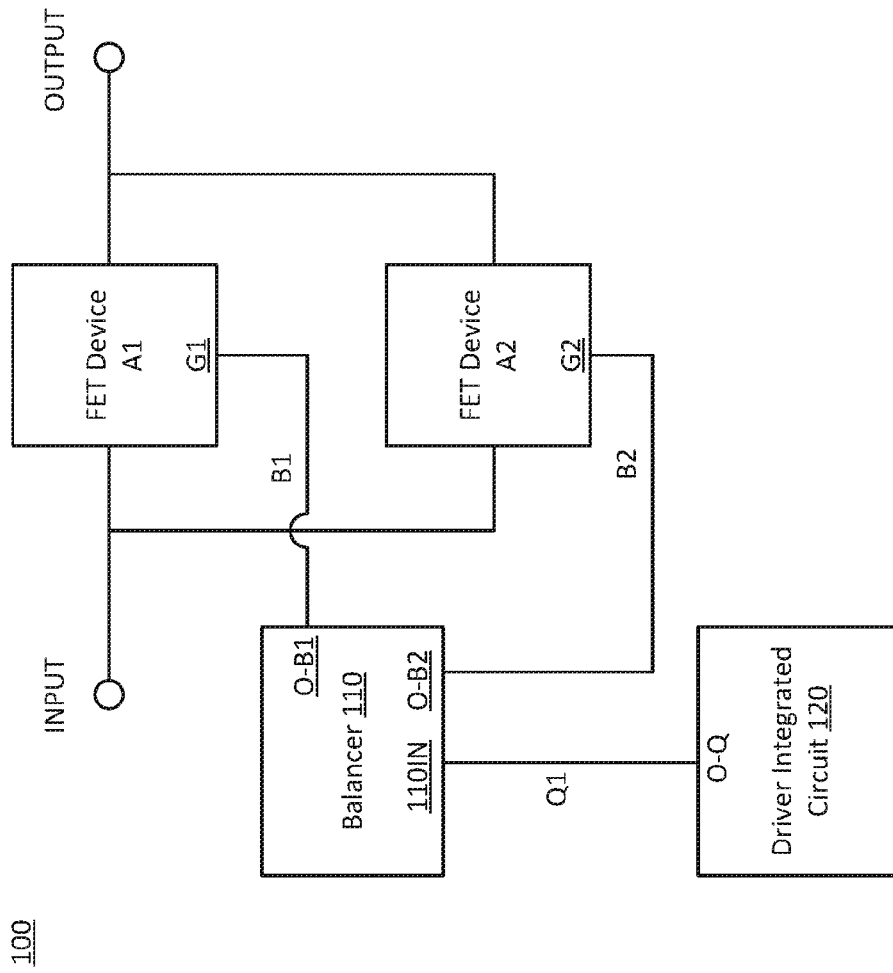 100
INPUT
OUTPUT
FET Device
A1
G1
B1
FET Device
A2
G2
B2
O-B1
Balancer 110
110IN
O-B2
Q1
O-Q
Driver Integrated
Circuit 120